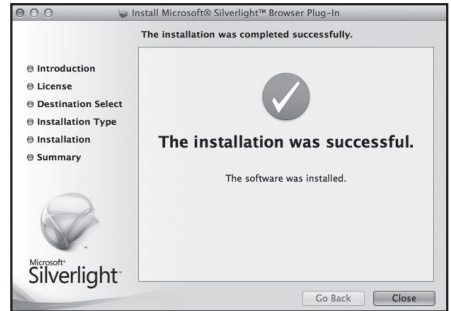 Install Microsoft® Silverlight™ Browser Plug-In
The installation was completed successfully.
Introduction
License
Destination Select
Installation Type
Installation
Summary
The installation was successful.
The software was installed.
Microsoft®
Silverlight™
Go Back
Close